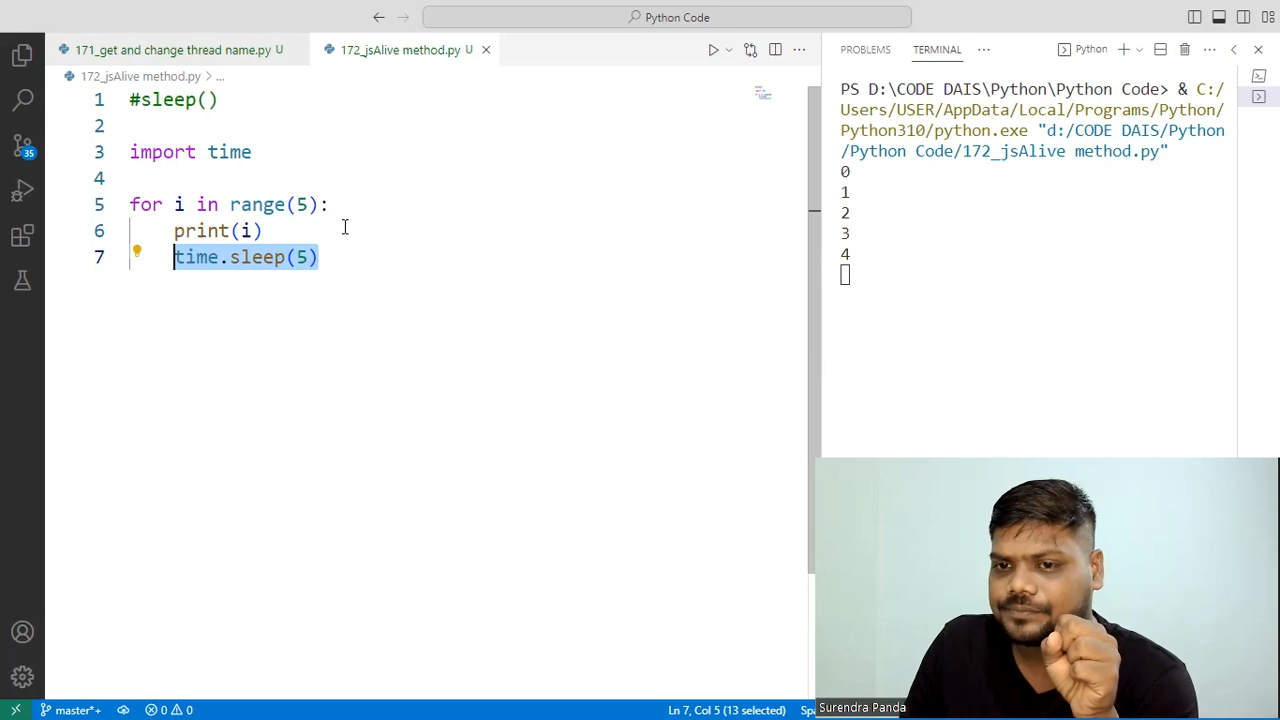 Python Code
171_get and change thread name.py U
172_jsAlive method.py U
PROBLEMS
TERMINAL
Python
172_jsAlive method.py > ...
1 #sleep()
2
3 import time
4
5 for i in range(5):
6 print(i)
7 time.sleep(5)
PS D:\CODE DAIS\Python\Python Code> & C:/
Users/USER/AppData/Local/Programs/Python/
Python310/python.exe "d:/CODE DAIS/Python
/Python Code/172_jsAlive method.py"
0
1
2
3
4
35
Surendra Panda
master*+
0 0
Ln 7, Col 5 (13 selected)